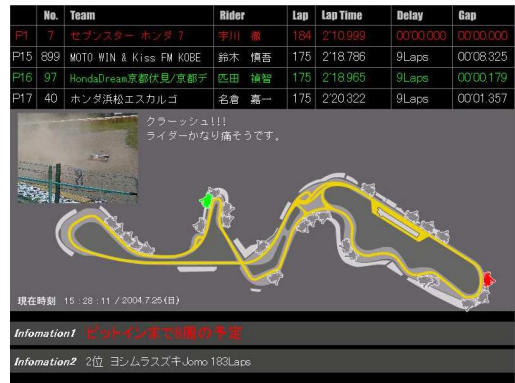 No. Team Rider Lap Lap Time Delay Gap
P1 7 セブンスター ホンダ 7 宇川 徹 184 2'10.999 00'00.000 00'00.000
P15 899 MOTO WIN & Kiss FM KOBE 鈴木 慎吾 175 2'18.786 9Laps 00'08.325
P16 97 HondaDream京都伏見/京都デ 匹田 禎智 175 2'18.965 9Laps 00'00.179
P17 40 ホンダ浜松エスカルゴ 名倉 嘉一 175 2'20.322 9Laps 00'01.357
クラーッシュ!!!
ライダーかなり痛そうです。
現在時刻 15:28:11 / 2004.7.25(日)
Infomation1 ピットインまで8周の予定
Infomation2 2位 ヨシムラスズキJomo 183Laps